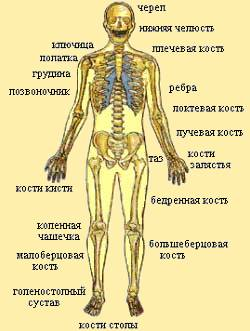 череп
нижняя челюсть
ключица
плечевая кость
лопатка
грудина
ребра
позвоночник
локтевая кость
лучевая кость
кости
запястья
таз
кости кисти
бедренная кость
коленная
чашечка
большеберцовая
кость
малоберцовая
кость
голеностопный
сустав
кости стопы